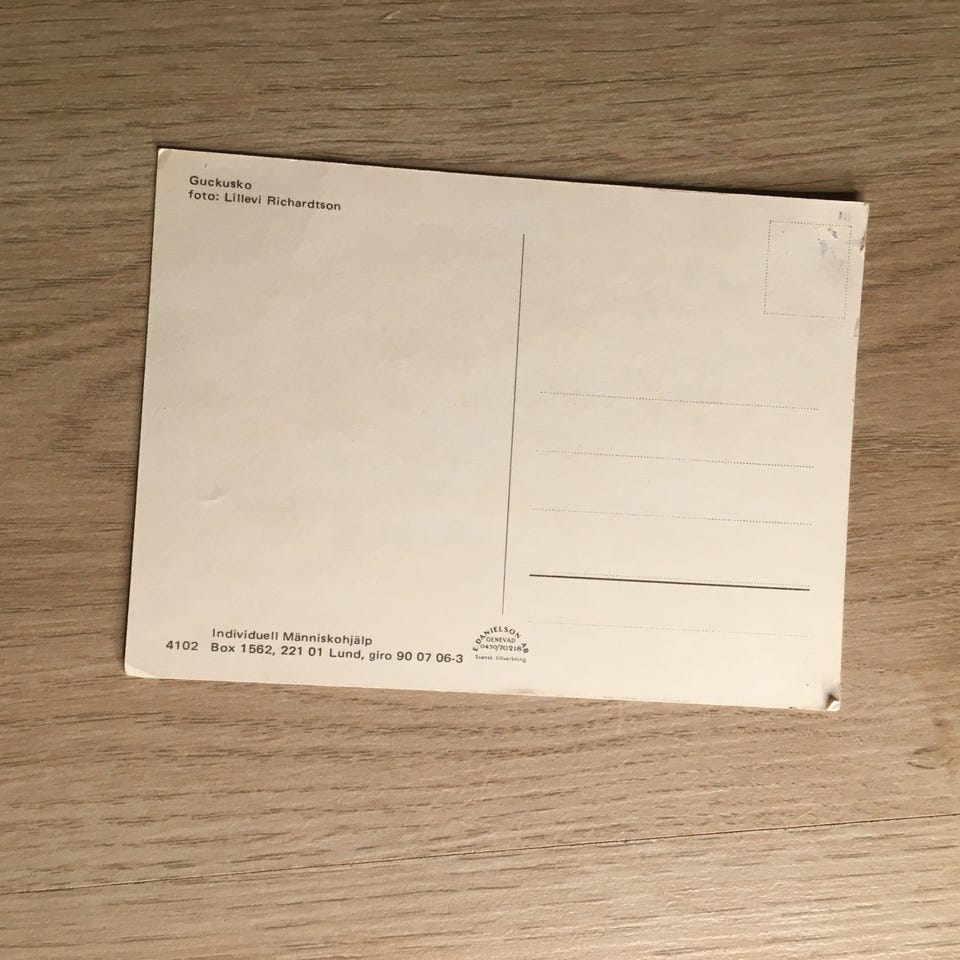 Guckusko
foto: Lillevi Richardtson
Individuell Människohjälp
4102 Box 1562, 221 01 Lund, giro 90 07 06-3
E. DANIELSON AB
GENEVAD
0430/70218
Svensk tillverkning